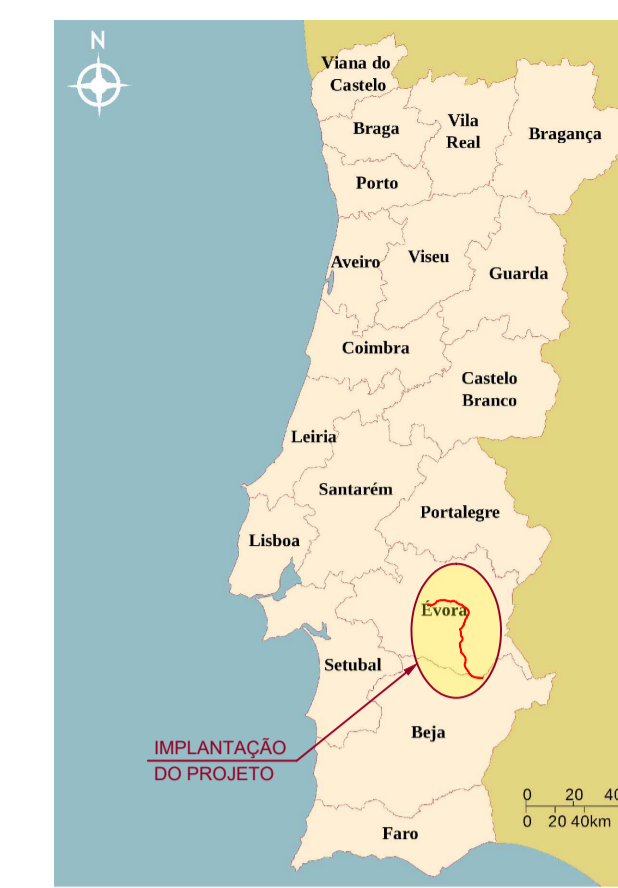 N
Viana do
Castelo
Braga
Vila
Real
Bragança
Porto
Aveiro
Viseu
Guarda
Coimbra
Castelo
Branco
Leiria
Santarém
Portalegre
Lisboa
Évora
Setubal
Beja
IMPLANTAÇÃO
DO PROJETO
0 20 40
0 20 40km
Faro